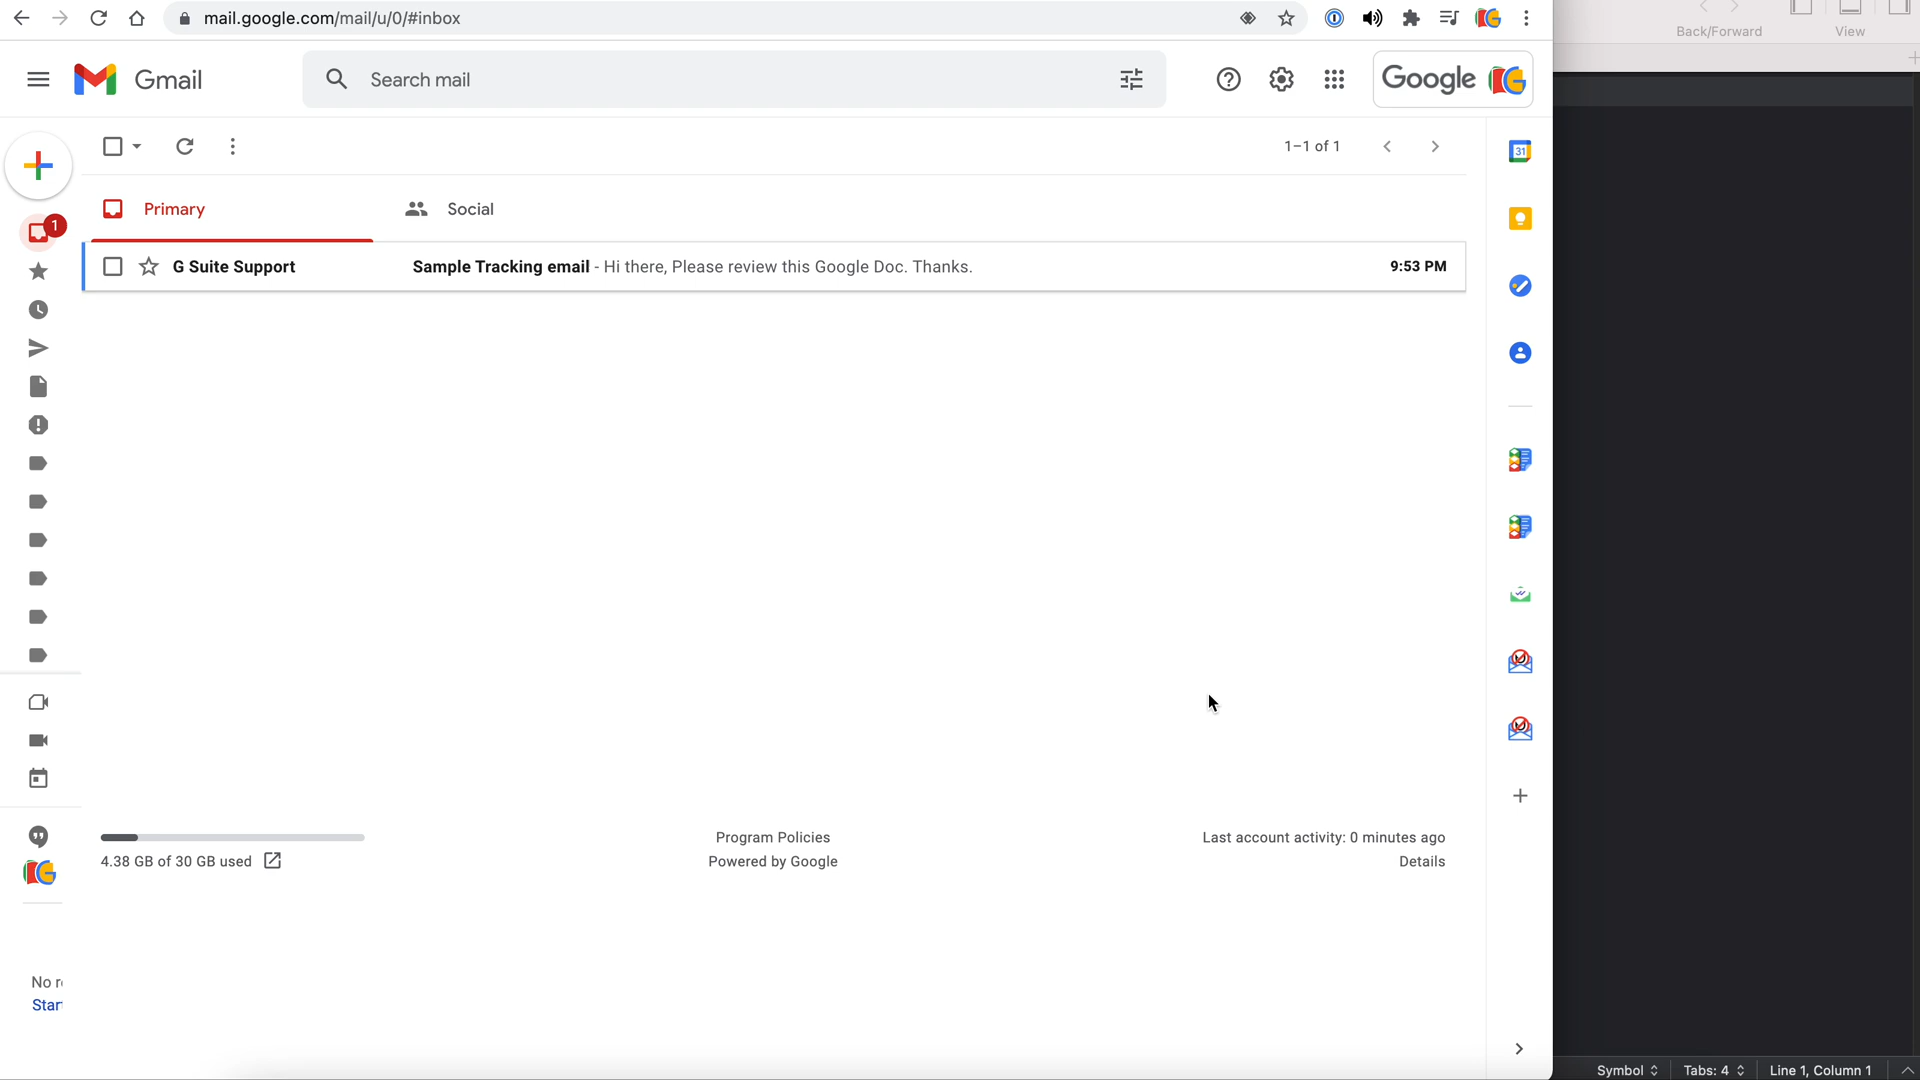 mail.google.com/mail/u/0/#inbox
Back/Forward
View
Gmail
Search mail
Google
1–1 of 1
31
Primary
Social
1
G Suite Support
Sample Tracking email - Hi there, Please review this Google Doc. Thanks.
9:53 PM
4.38 GB of 30 GB used
Program Policies
Powered by Google
Last account activity: 0 minutes ago
Details
No r
Star
Symbol
Tabs: 4
Line 1, Column 1